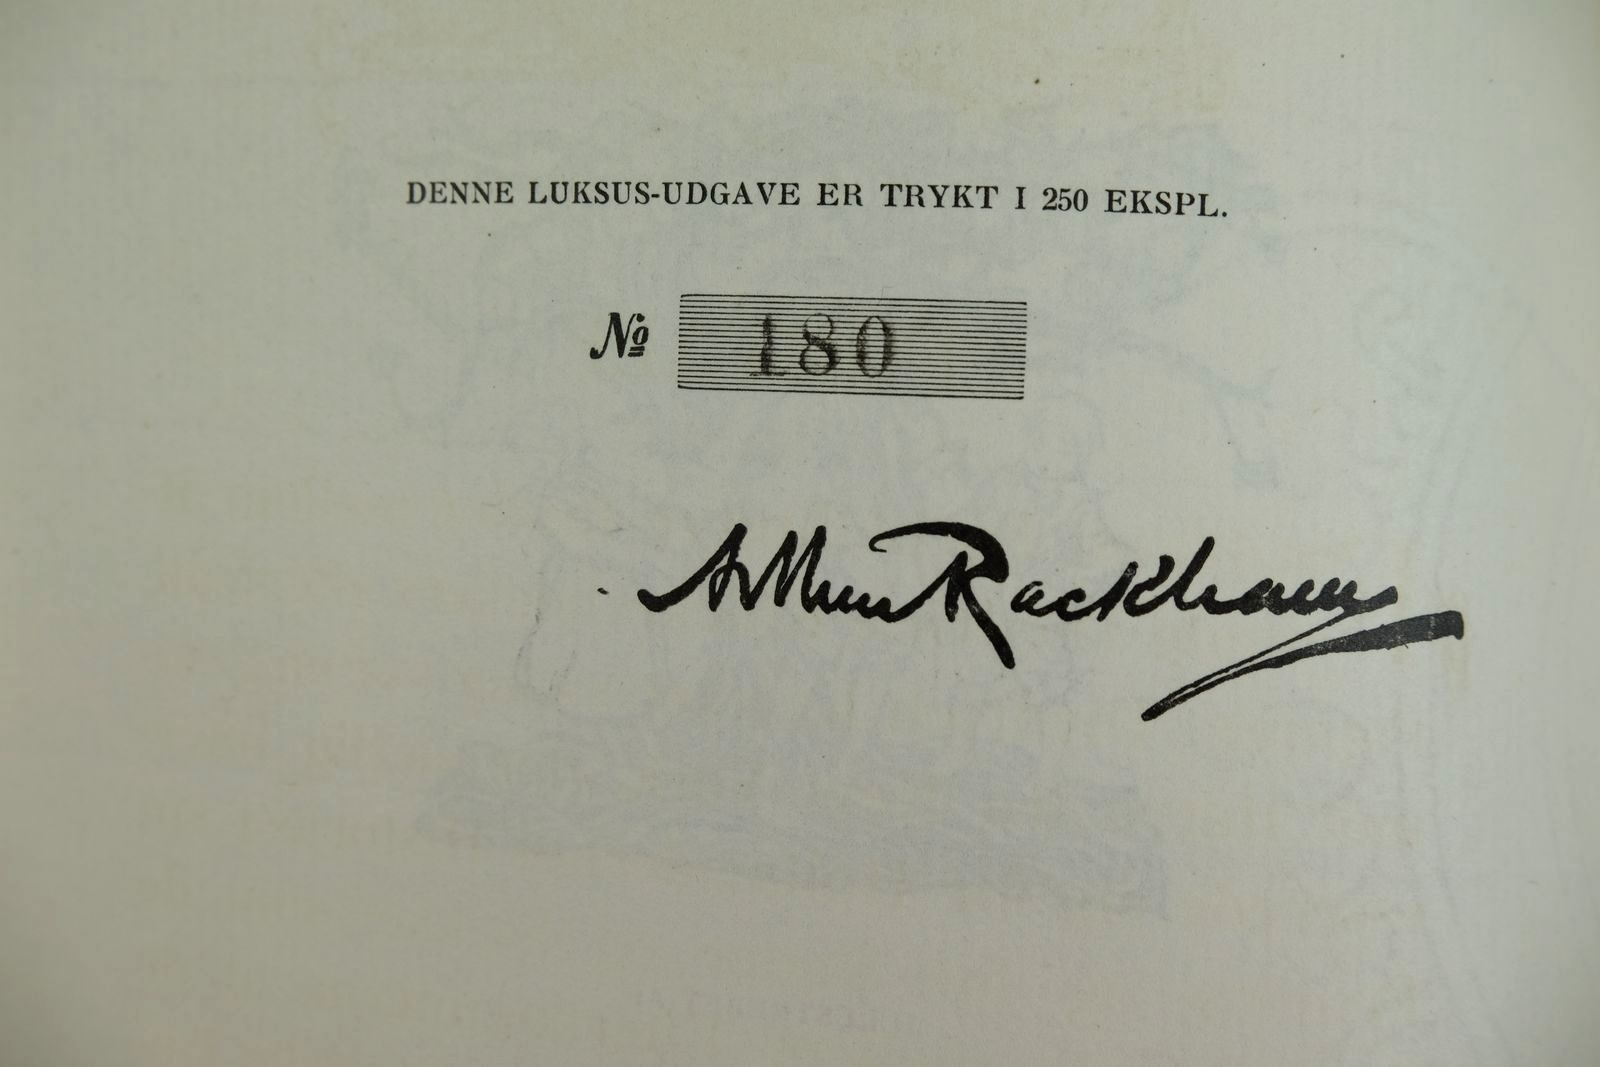 DENNE LUKSUS-UDGAVE ER TRYKT I 250 EKSPL.
№ 180
Arthur Rackham